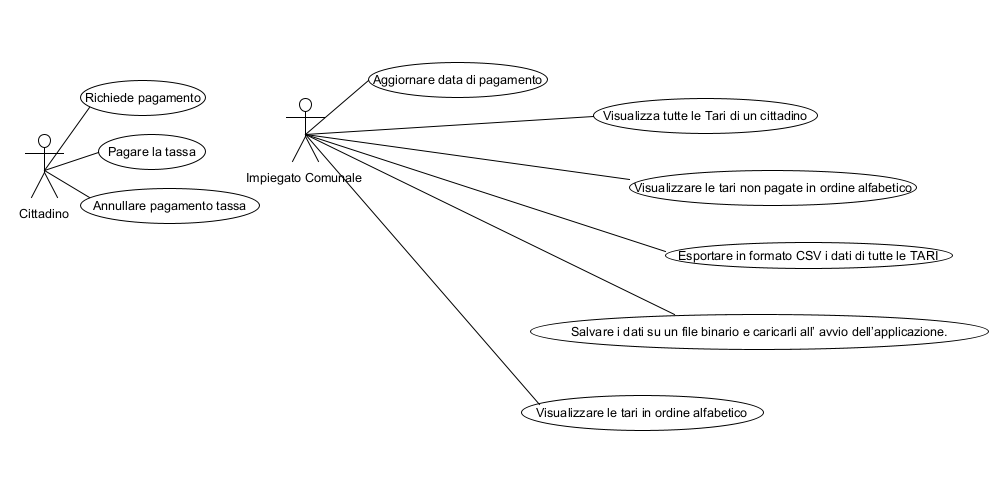 Richiede pagamento
Pagare la tassa
Annullare pagamento tassa
Cittadino
Aggiornare data di pagamento
Visualizza tutte le Tari di un cittadino
Impiegato Comunale
Visualizzare le tari non pagate in ordine alfabetico
Esportare in formato CSV i dati di tutte le TARI
Salvare i dati su un file binario e caricarli all' avvio dell'applicazione.
Visualizzare le tari in ordine alfabetico